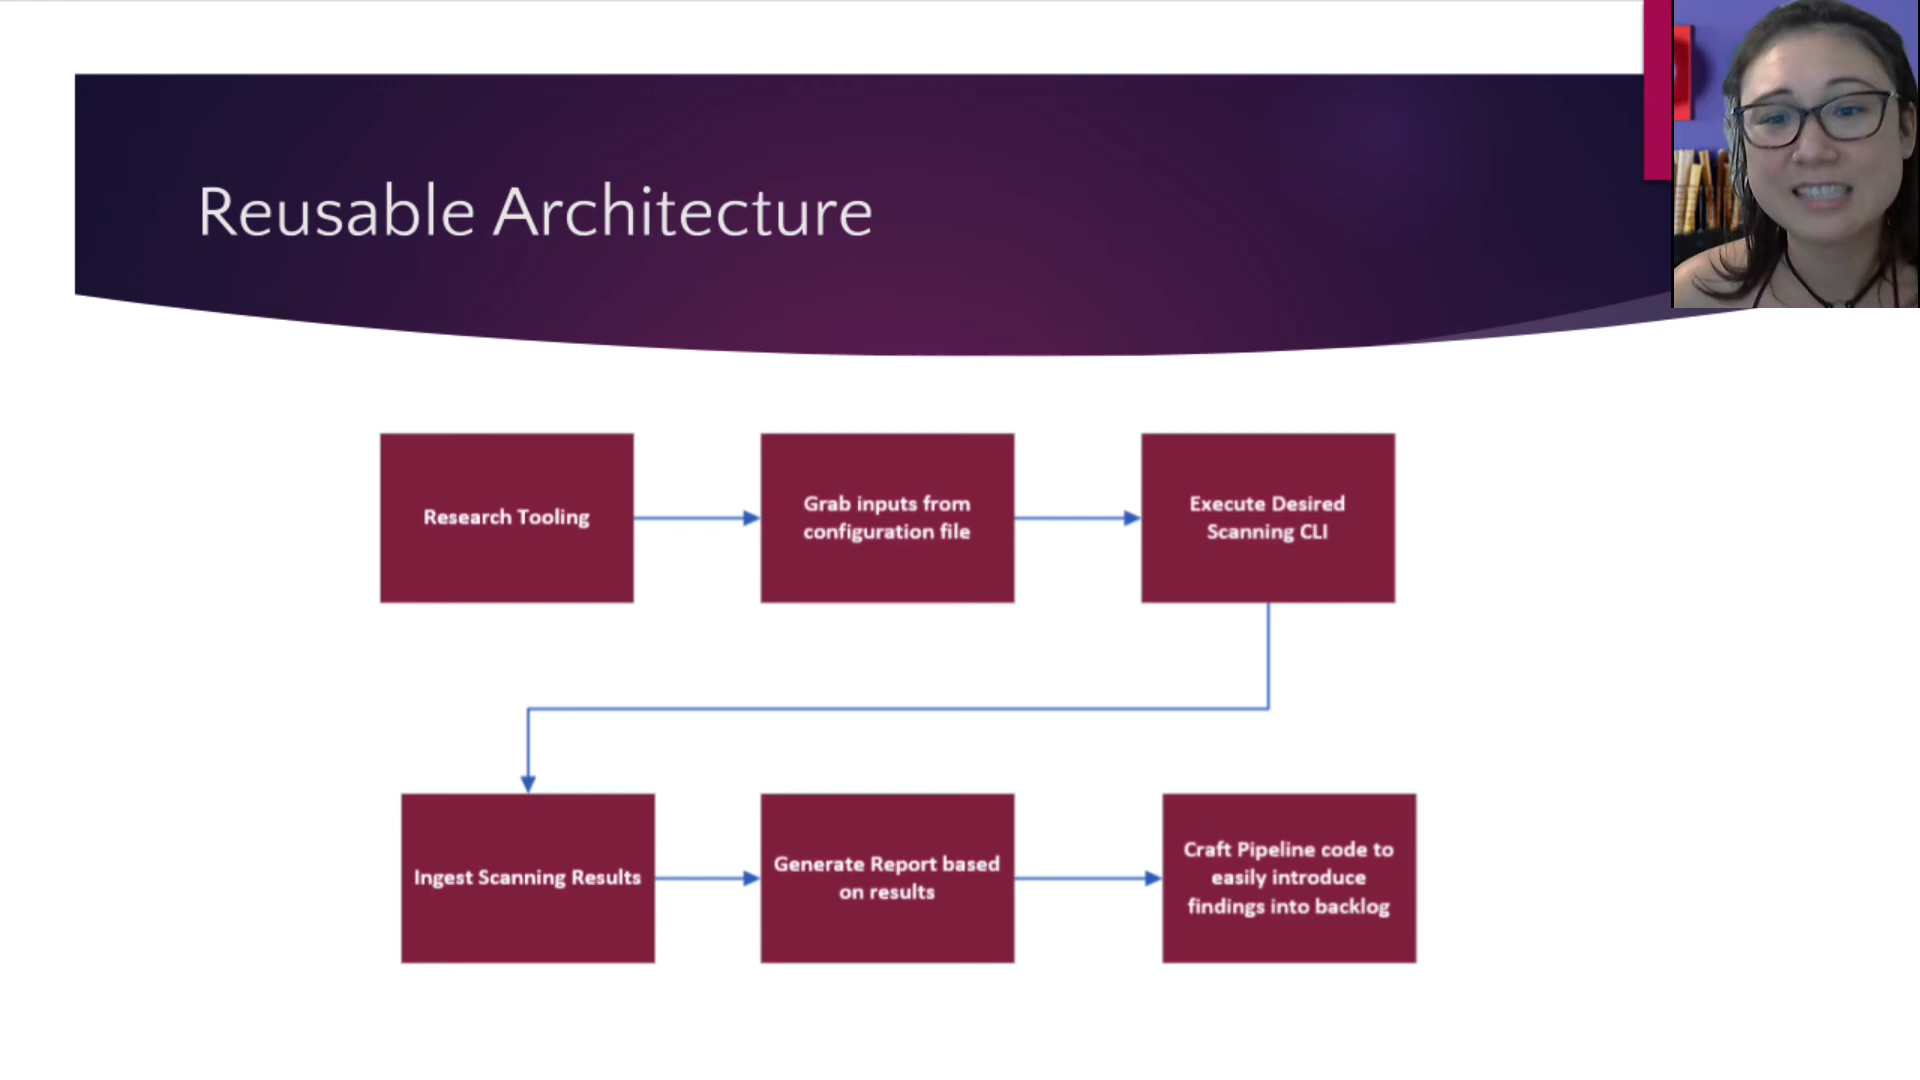 Reusable Architecture
Research Tooling
Grab inputs from
configuration file
Execute Desired
Scanning CLI
Ingest Scanning Results
Generate Report based
on results
Craft Pipeline code to
easily introduce
findings into backlog